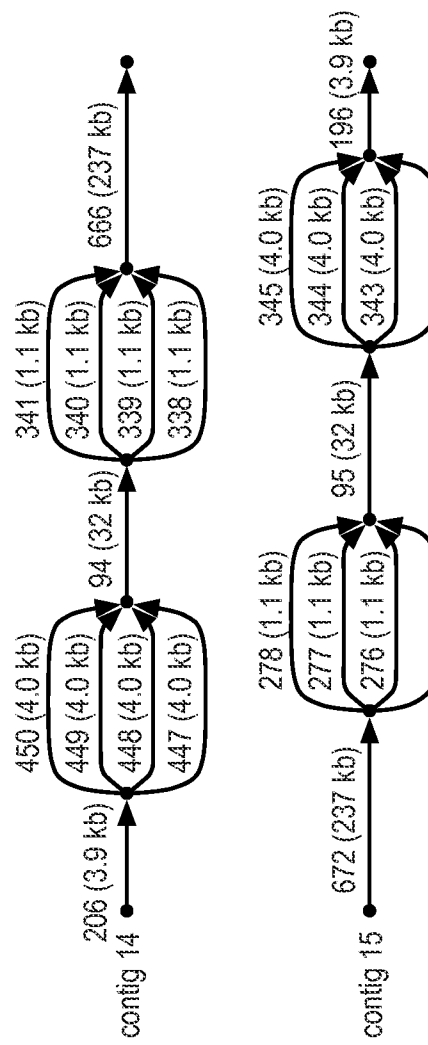 contig 14
206 (3.9 kb)
450 (4.0 kb)
449 (4.0 kb)
448 (4.0 kb)
447 (4.0 kb)
94 (32 kb)
341 (1.1 kb)
340 (1.1 kb)
339 (1.1 kb)
338 (1.1 kb)
666 (237 kb)
contig 15
672 (237 kb)
278 (1.1 kb)
277 (1.1 kb)
276 (1.1 kb)
95 (32 kb)
345 (4.0 kb)
344 (4.0 kb)
343 (4.0 kb)
196 (3.9 kb)